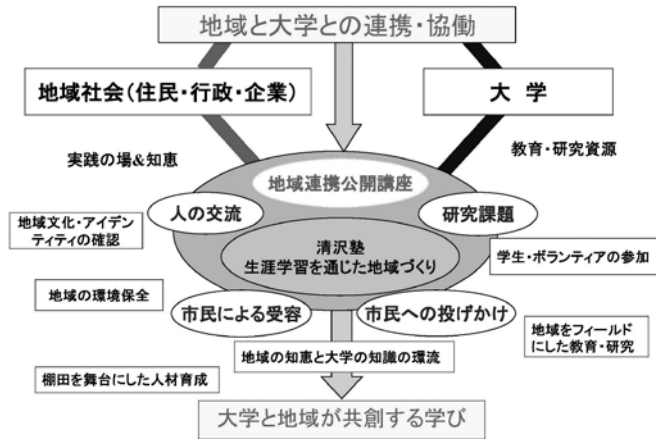 地域と大学との連携・協働
地域社会(住民・行政・企業)
大 学
実践の場&知恵
教育・研究資源
地域連携公開講座
人の交流
研究課題
地域文化・アイデン
ティティの確認
清沢塾
生涯学習を通じた地域づくり
学生・ボランティアの参加
地域の環境保全
市民による受容
市民への投げかけ
地域をフィールド
にした教育・研究
地域の知恵と大学の知識の環流
棚田を舞台にした人材育成
大学と地域が共創する学び